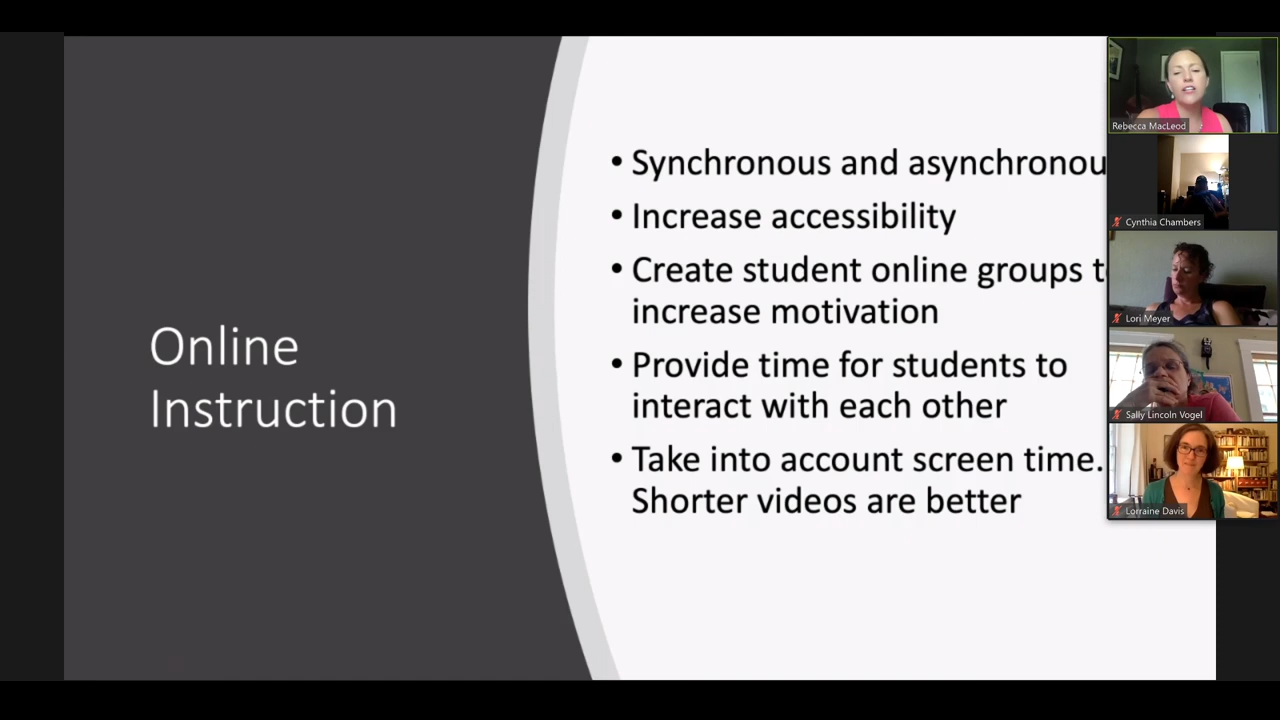 Online
Instruction
• Synchronous and asynchronou
• Increase accessibility
• Create student online groups t
increase motivation
• Provide time for students to
interact with each other
• Take into account screen time.
Shorter videos are better
Rebecca MacLeod
Cynthia Chambers
Lori Meyer
Sally Lincoln Vogel
Lorraine Davis